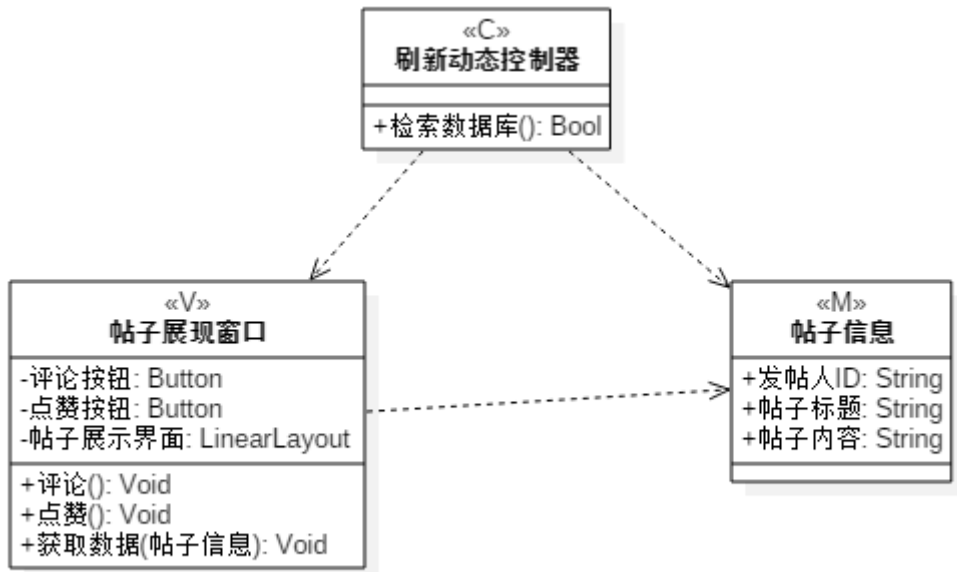 «C»
刷新动态控制器
+检索数据库(): Bool
«V»
帖子展现窗口
-评论按钮: Button
-点赞按钮: Button
-帖子展示界面: LinearLayout
+评论(): Void
+点赞(): Void
+获取数据(帖子信息): Void
«M»
帖子信息
+发帖人ID: String
+帖子标题: String
+帖子内容: String